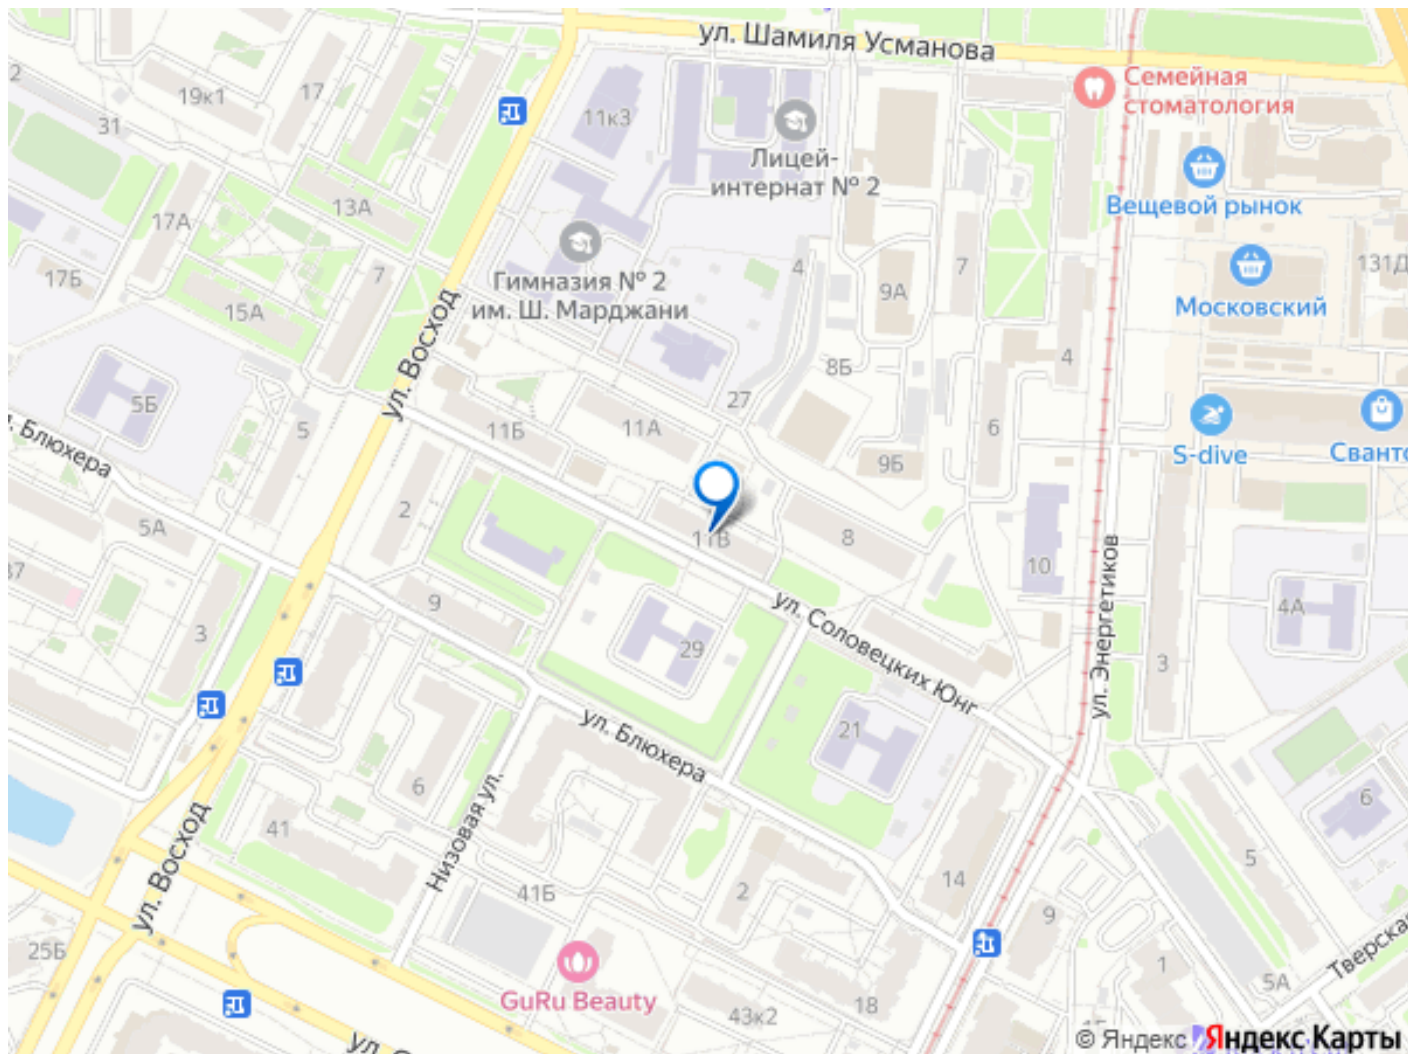 ул. Шамиля Усманова
Семейная
стоматология
2
19к1
17
11к3
31
Лицей-
интернат № 2
Вещевой рынок
13А
17А
17Б
7
Гимназия № 2
им. Ш. Марджани
4
7
9А
131Д
Московский
15А
ул. Восход
8Б
4
5Б
27
5
11Б
11А
6
9Б
S-dive
Свант
Блюхера
2
5А
11В
8
10
ул. Энергетиков
37
9
3
29
ул. Соловецких Юнг
4А
3
21
ул. Блюхера
6
6
Низовая ул.
41
ул. Восход
5
41Б
2
14
9
25Б
GuRu Beauty
43к2
18
1
5А
Тверская
ул.
© Яндекс Яндекс Карты